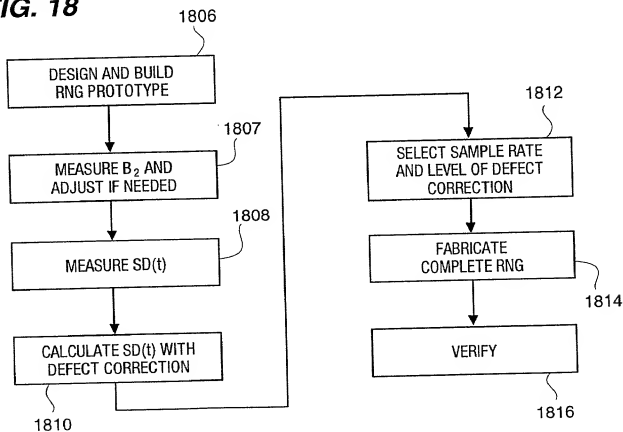 FIG. 18
1806
DESIGN AND BUILD
RNG PROTOTYPE
1807
MEASURE B₂ AND
ADJUST IF NEEDED
1808
MEASURE SD(t)
CALCULATE SD(t) WITH
DEFECT CORRECTION
1810
1812
SELECT SAMPLE RATE
AND LEVEL OF DEFECT
CORRECTION
FABRICATE
COMPLETE RNG
1814
VERIFY
1816